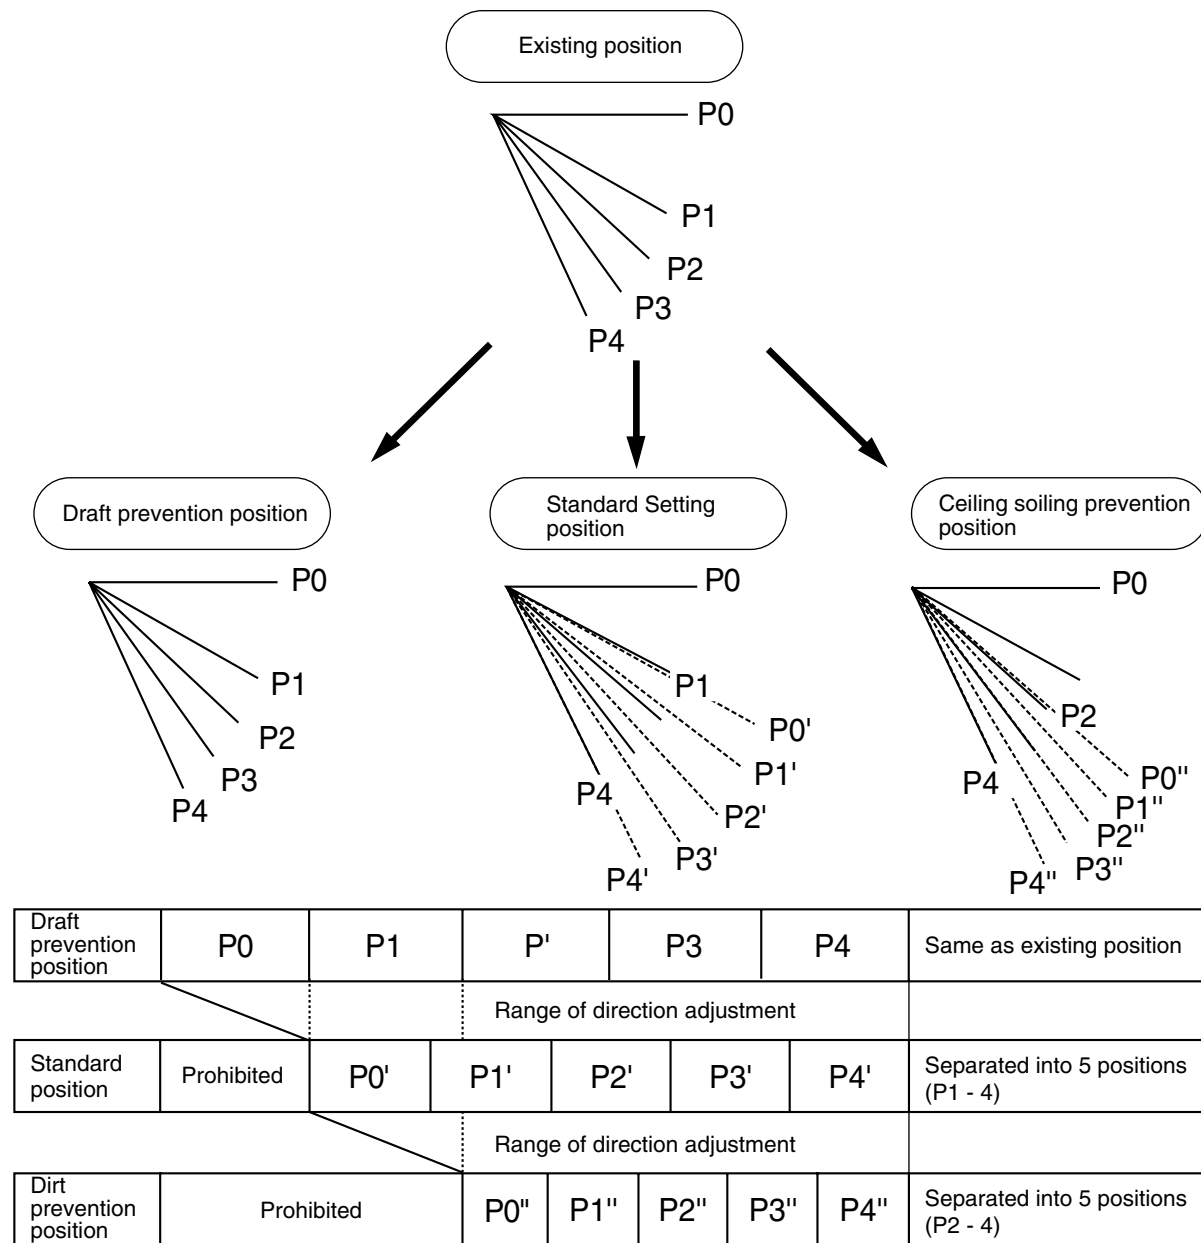 Existing position
P0
P1
P2
P3
P4
Draft prevention position
P0
P1
P2
P3
P4
Standard Setting
position
P0
P1
P0'
P1'
P4
P2'
P3'
P4'
Ceiling soiling prevention
position
P0
P2
P4
P0"
P1"
P2"
P3"
P4"
Draft
prevention
position
P0
P1
P'
P3
P4
Same as existing position
Range of direction adjustment
Standard
position
Prohibited
P0'
P1'
P2'
P3'
P4'
Separated into 5 positions
(P1 - 4)
Range of direction adjustment
Dirt
prevention
position
Prohibited
P0"
P1"
P2"
P3"
P4"
Separated into 5 positions
(P2 - 4)